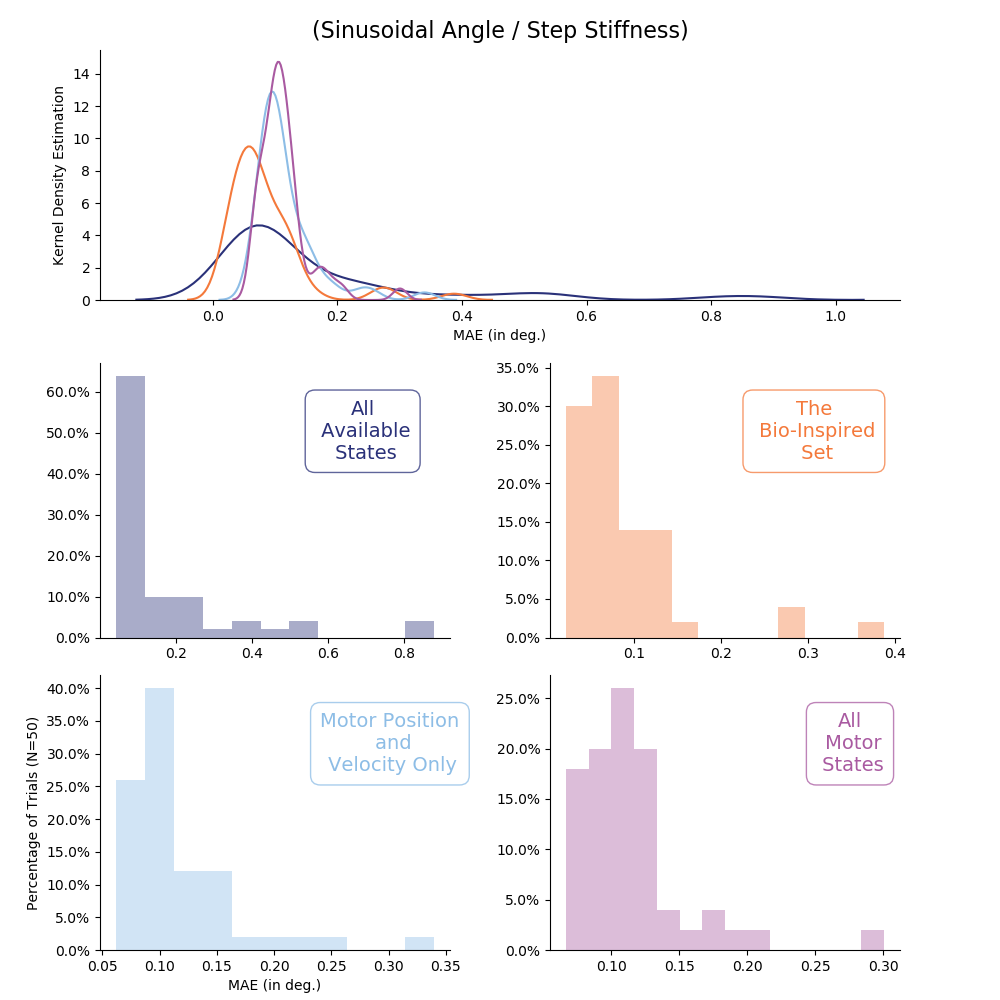 (Sinusoidal Angle / Step Stiffness)
Kernel Density Estimation
14
12
10
8
6
4
2
0
0.0 0.2 0.4 0.6 0.8 1.0
MAE (in deg.)
60.0%
50.0%
40.0%
30.0%
20.0%
10.0%
0.0%
0.2 0.4 0.6 0.8
All
Available
States
35.0%
30.0%
25.0%
20.0%
15.0%
10.0%
5.0%
0.0%
0.1 0.2 0.3 0.4
The
Bio-Inspired
Set
Percentage of Trials (N=50)
40.0%
35.0%
30.0%
25.0%
20.0%
15.0%
10.0%
5.0%
0.0%
0.05 0.10 0.15 0.20 0.25 0.30 0.35
MAE (in deg.)
Motor Position
and
Velocity Only
25.0%
20.0%
15.0%
10.0%
5.0%
0.0%
0.10 0.15 0.20 0.25 0.30
All
Motor
States